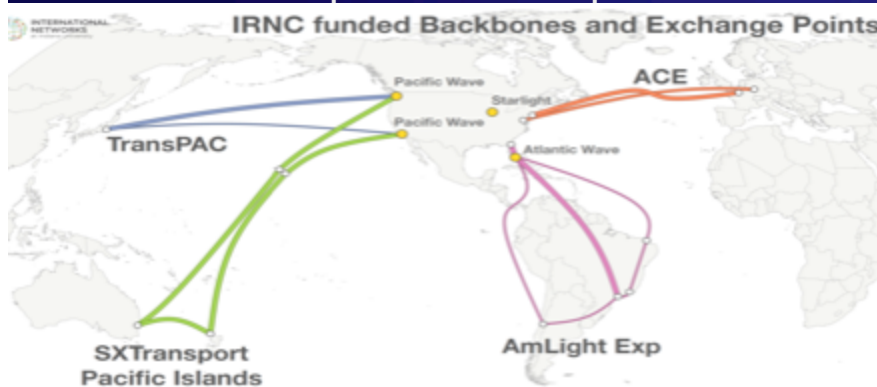 INTERNATIONAL
NETWORKS
IRNC funded Backbones and Exchange Points
Pacific Wave
ACE
Starlight
Pacific Wave
TransPAC
Atlantic Wave
AmLight Exp
SXTransport
Pacific Islands